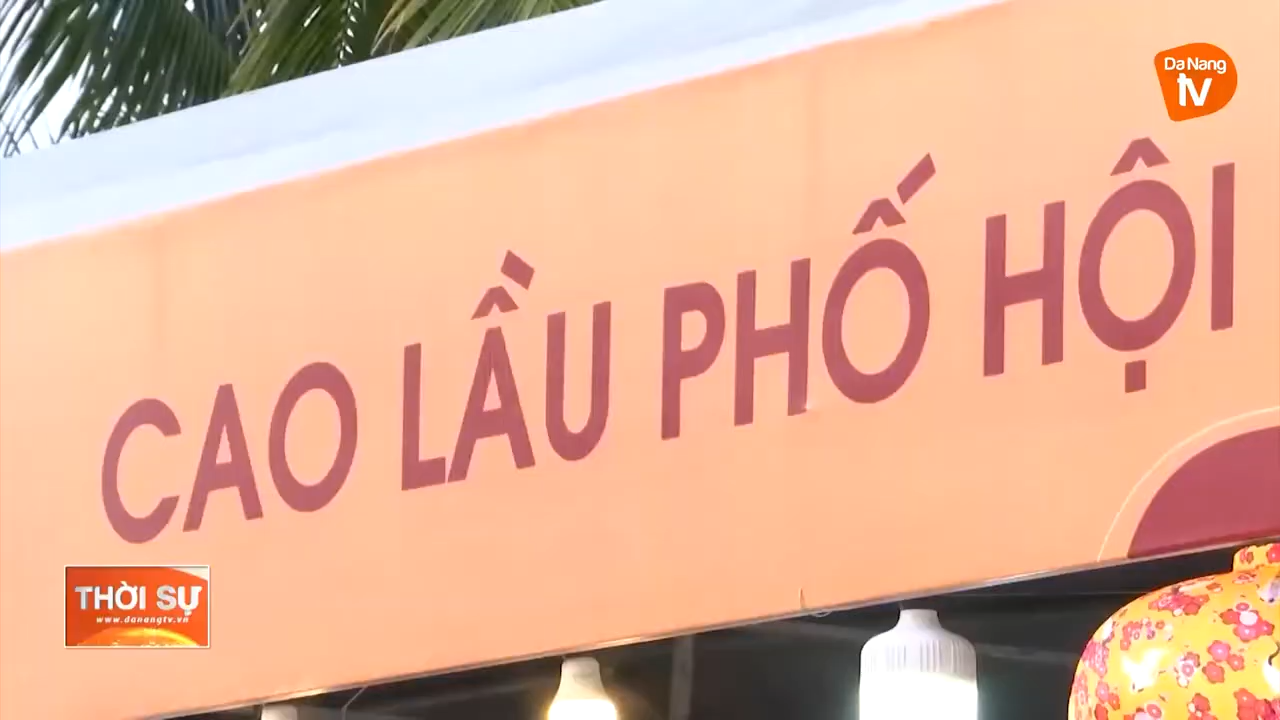 Da Nang
tv
CAO LẦU PHỐ HỘI
THỜI SỰ
www.danangtv.vn